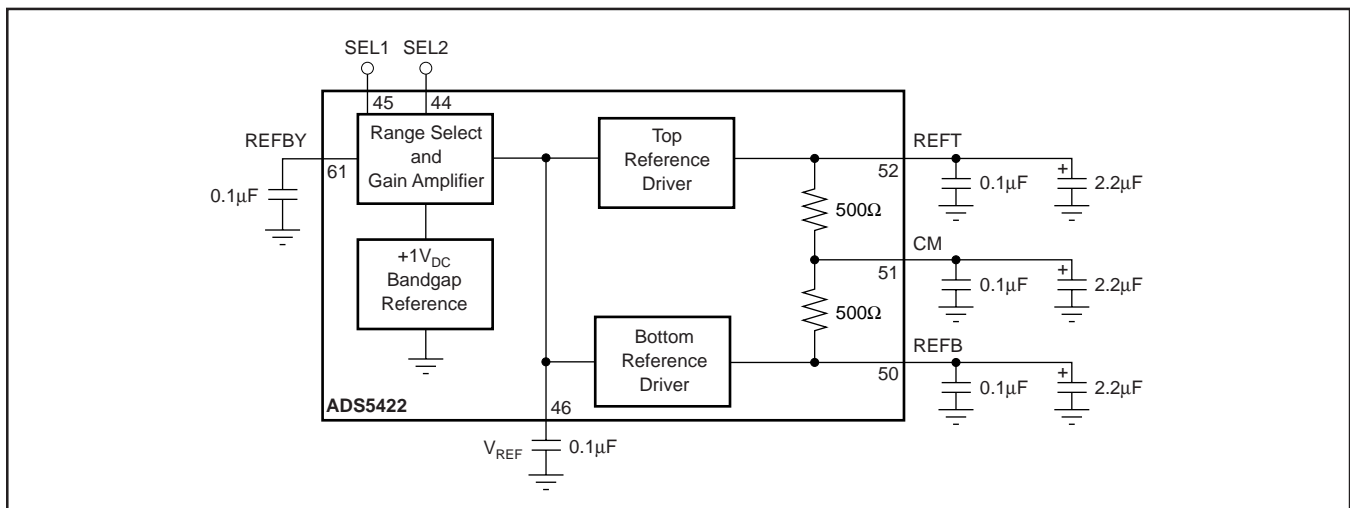 SEL1 SEL2
45 44
REFBY
61
0.1μF
Range Select
and
Gain Amplifier
+1VDC
Bandgap
Reference
Top
Reference
Driver
Bottom
Reference
Driver
500Ω
500Ω
REFT
52
0.1μF
+
2.2μF
CM
51
0.1μF
+
2.2μF
REFB
50
0.1μF
+
2.2μF
ADS5422
46
VREF
0.1μF